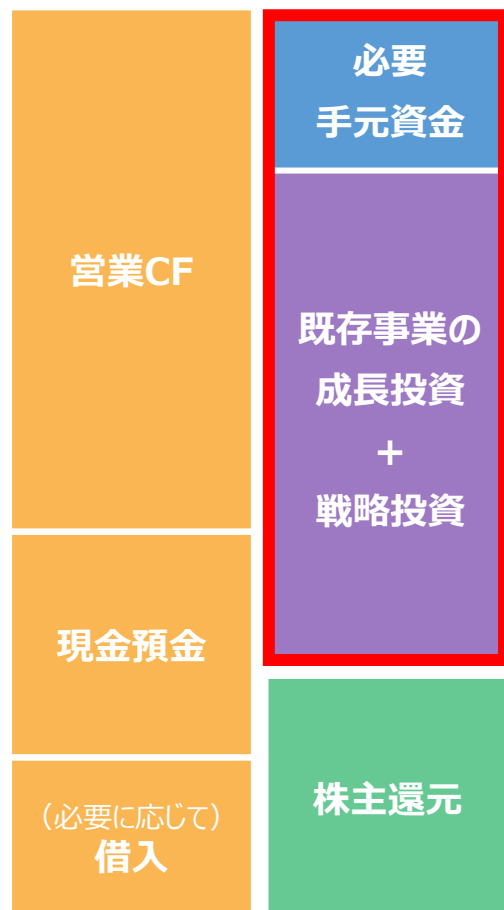 営業CF
現金預金
（必要に応じて）
借入
必要
手元資金
既存事業の
成長投資
+
戦略投資
株主還元